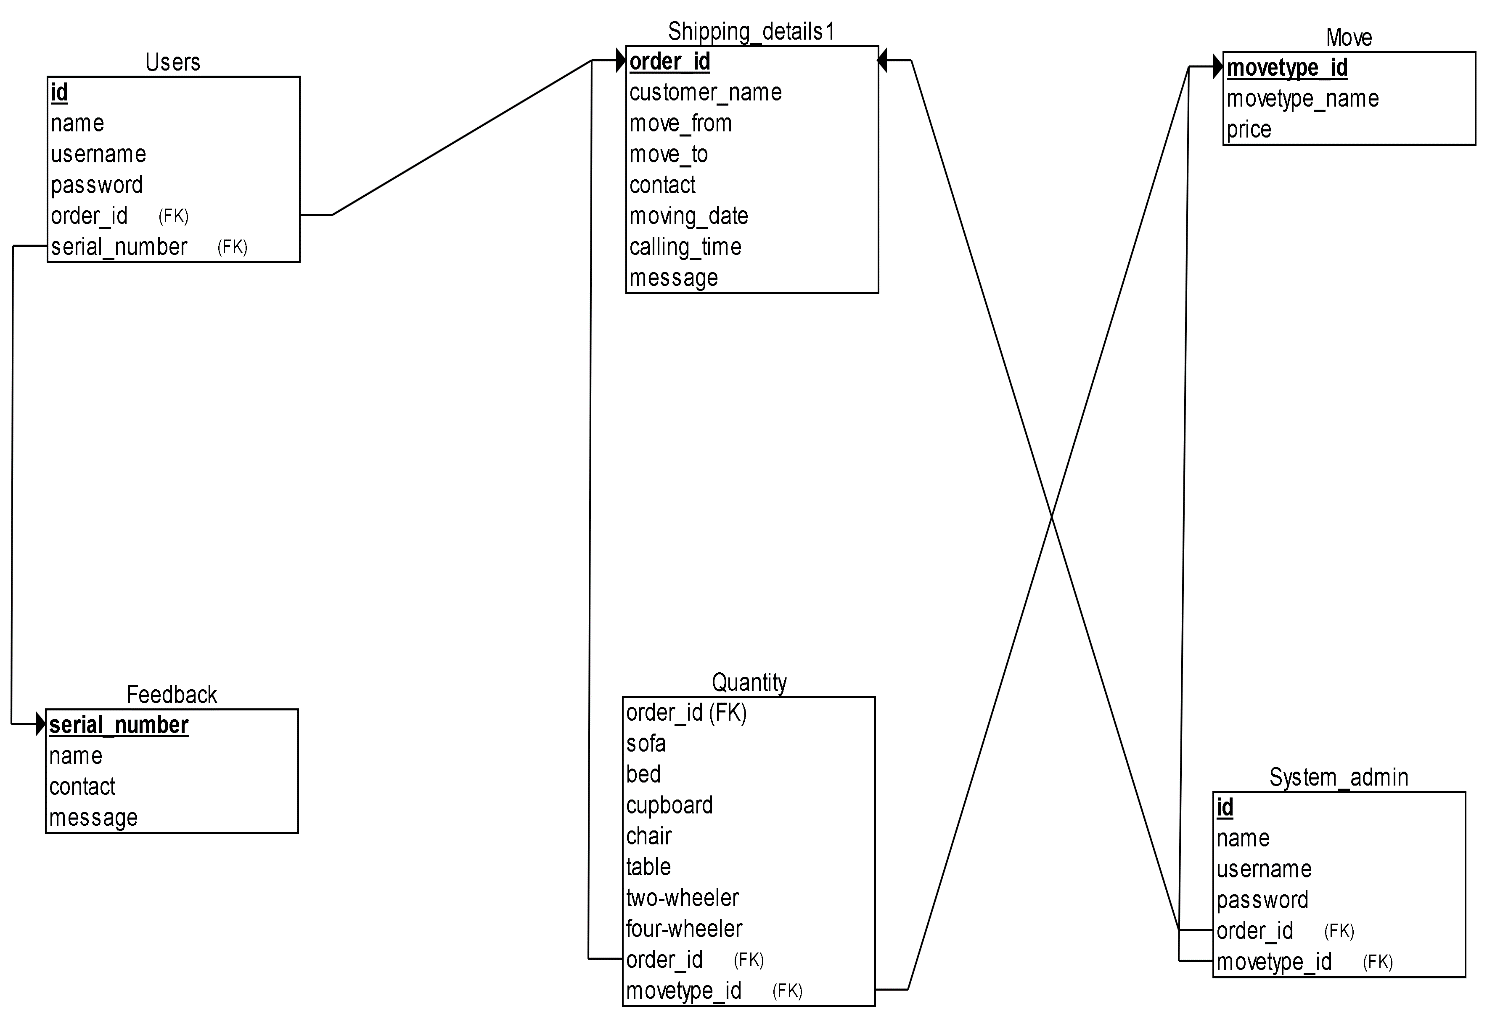 Users
id
name
username
password
order_id (FK)
serial_number (FK)
Shipping_details1
order_id
customer_name
move_from
move_to
contact
moving_date
calling_time
message
Move
movetype_id
movetype_name
price
Feedback
serial_number
name
contact
message
Quantity
order_id (FK)
sofa
bed
cupboard
chair
table
two-wheeler
four-wheeler
order_id (FK)
movetype_id (FK)
System_admin
id
name
username
password
order_id (FK)
movetype_id (FK)